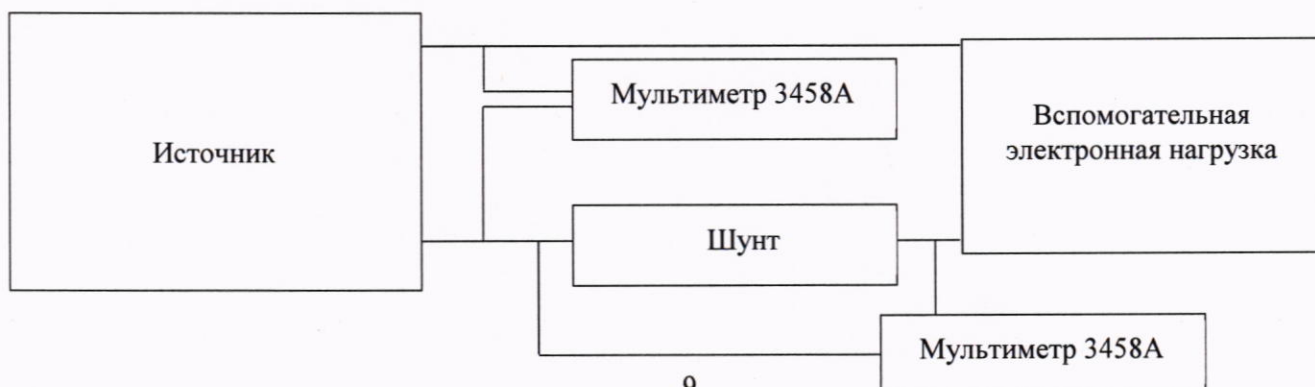 Мультиметр 3458А
Источник
Вспомогательная
электронная нагрузка
Шунт
Мультиметр 3458А
9